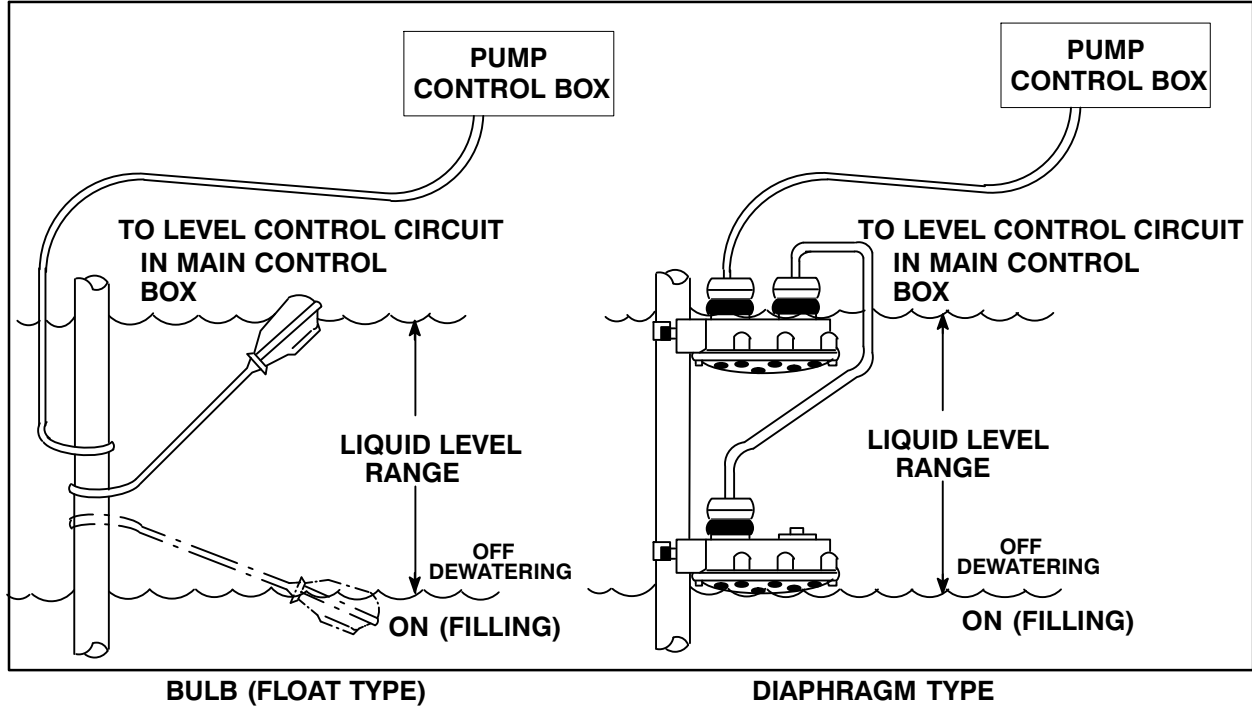 PUMP
CONTROL BOX
TO LEVEL CONTROL CIRCUIT
IN MAIN CONTROL
BOX
LIQUID LEVEL
RANGE
OFF
DEWATERING
ON (FILLING)
BULB (FLOAT TYPE)
PUMP
CONTROL BOX
TO LEVEL CONTROL CIRCUIT
IN MAIN CONTROL
BOX
LIQUID LEVEL
RANGE
OFF
DEWATERING
ON (FILLING)
DIAPHRAGM TYPE